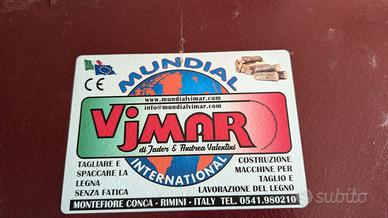 MUNDIAL
www.mundialvimar.com
info@mundialvimar.com
CE
VjMAR
di Jader & Andrea Valentini
INTERNATIONAL
TAGLIARE E
SPACCARE LA
LEGNA
SENZA FATICA
COSTRUZIONE
MACCHINE PER
TAGLIO E
LAVORAZIONE DEL LEGNO
MONTEFIORE CONCA - RIMINI - ITALY TEL. 0541.980210
subito